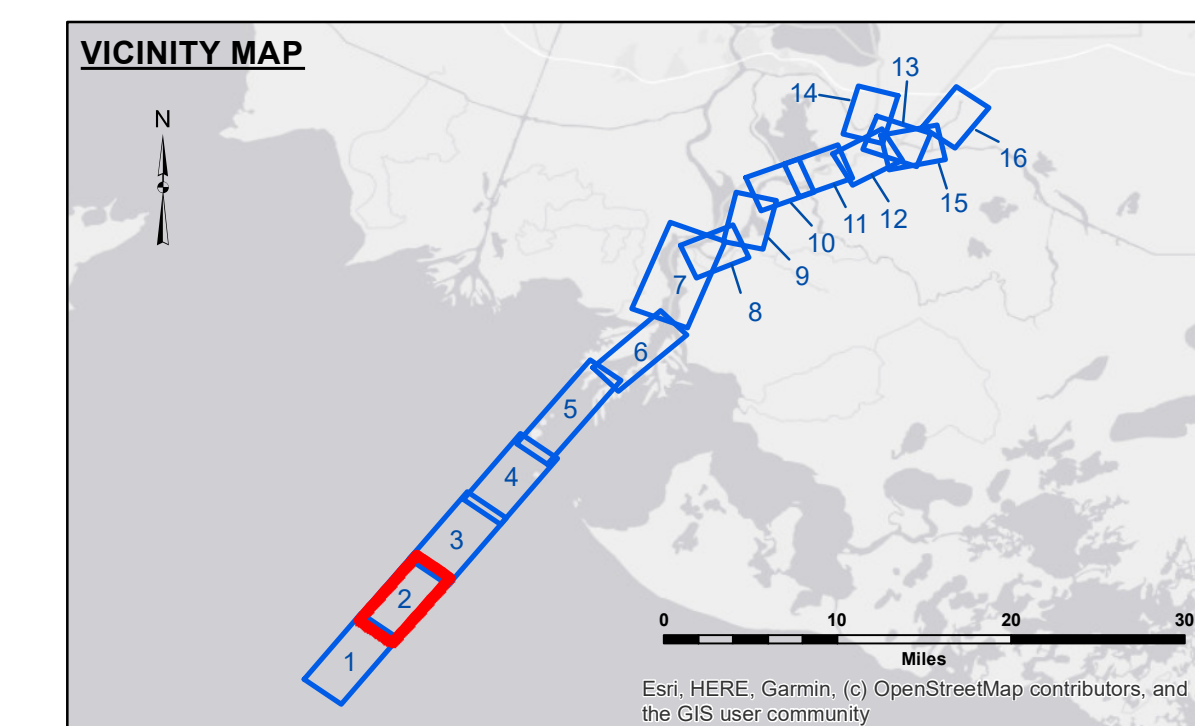 VICINITY MAP
N
13
14
16
15
12
11
10
9
8
7
6
5
4
3
2
1
0 10 20 30
Miles
Esri, HERE, Garmin, (c) OpenStreetMap contributors, and
the GIS user community